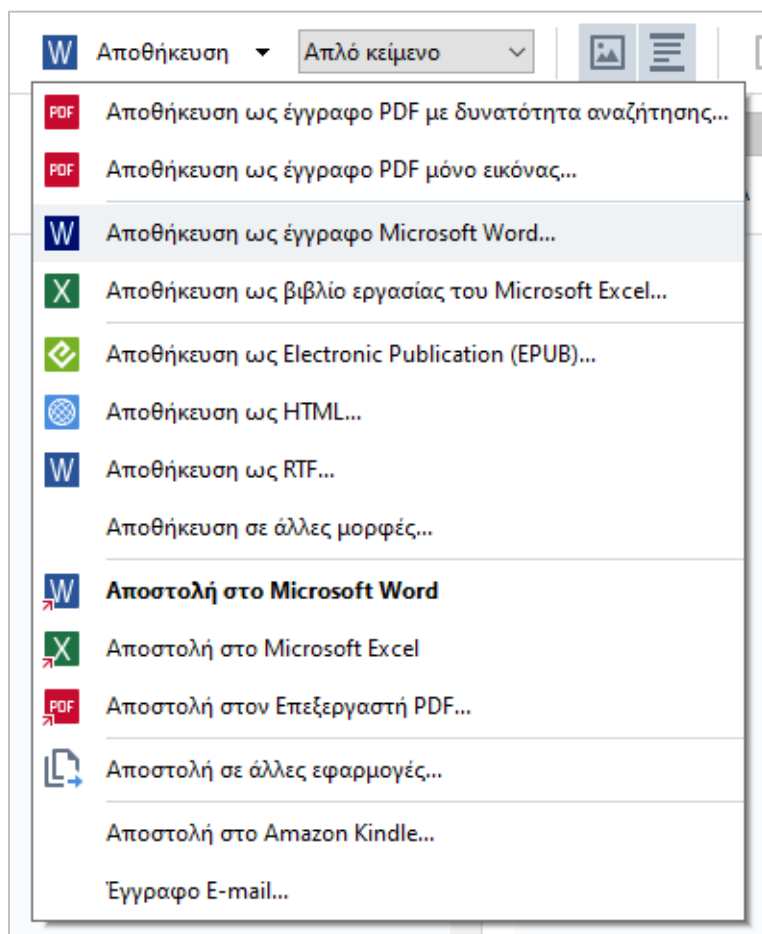 W Αποθήκευση Απλό κείμενο
PDF Αποθήκευση ως έγγραφο PDF με δυνατότητα αναζήτησης...
PDF Αποθήκευση ως έγγραφο PDF μόνο εικόνας...
W Αποθήκευση ως έγγραφο Microsoft Word...
X Αποθήκευση ως βιβλίο εργασίας του Microsoft Excel...
Αποθήκευση ως Electronic Publication (EPUB)...
Αποθήκευση ως HTML...
W Αποθήκευση ως RTF...
Αποθήκευση σε άλλες μορφές...
W Αποστολή στο Microsoft Word
X Αποστολή στο Microsoft Excel
PDF Αποστολή στον Επεξεργαστή PDF...
Αποστολή σε άλλες εφαρμογές...
Αποστολή στο Amazon Kindle...
Έγγραφο E-mail...